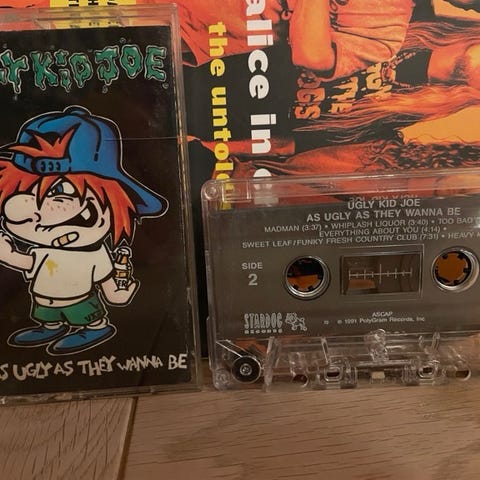 LY KID JOE
S UGLY AS THEY WANNA BE
alice in c
the untol
UGLY KID JOE
AS UGLY AS THEY WANNA BE
MADMAN (3:37) • WHIPLASH LIQUOR (3:40) • TOO BAD
EVERYTHING ABOUT YOU (4:14) •
SWEET LEAF/FUNKY FRESH COUNTRY CLUB (7:31) • HEAVY
SIDE
2
STARDOG
RECORDS
ASCAP
℗ © 1991 PolyGram Records, Inc